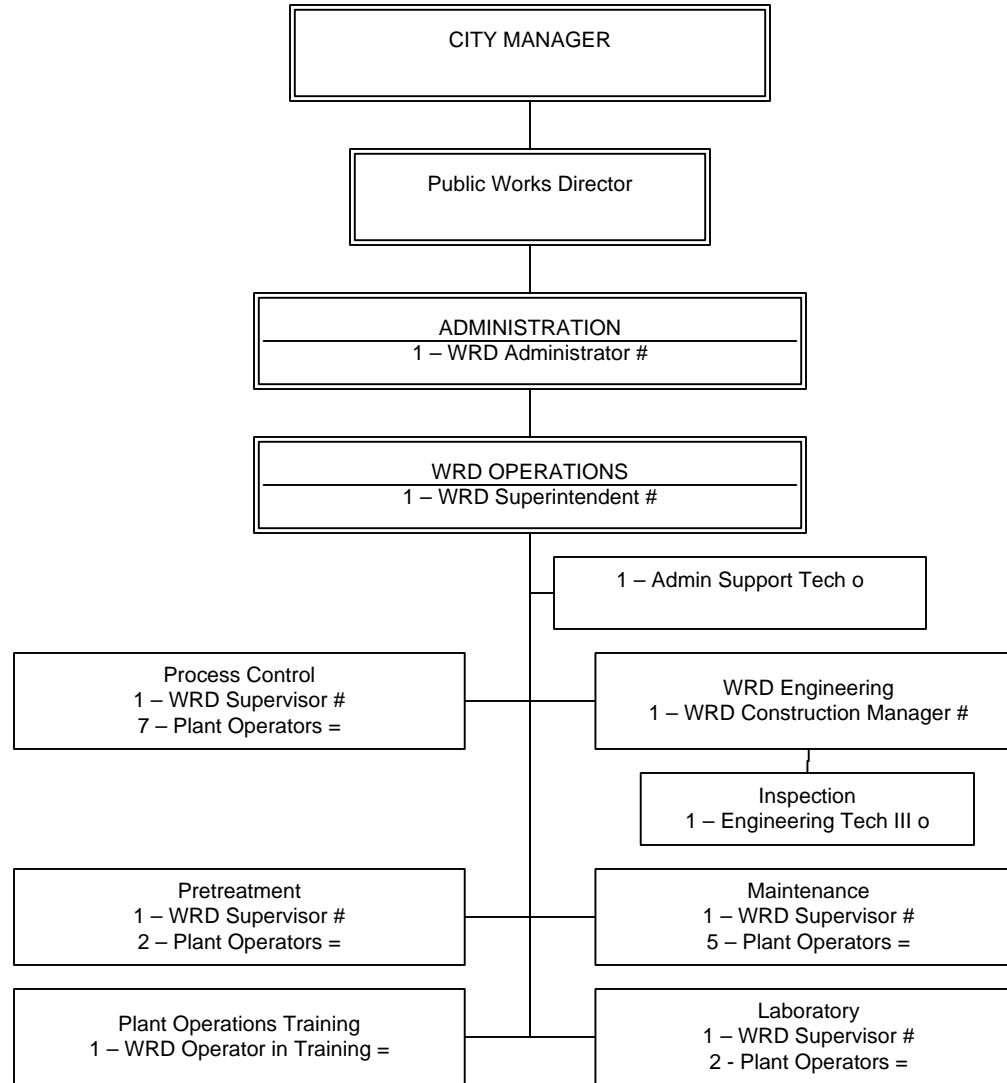 CITY MANAGER
Public Works Director
ADMINISTRATION
1 – WRD Administrator #
WRD OPERATIONS
1 – WRD Superintendent #
1 – Admin Support Tech o
Process Control
1 – WRD Supervisor #
7 – Plant Operators =
WRD Engineering
1 – WRD Construction Manager #
Inspection
1 – Engineering Tech III o
Pretreatment
1 – WRD Supervisor #
2 – Plant Operators =
Maintenance
1 – WRD Supervisor #
5 – Plant Operators =
Plant Operations Training
1 – WRD Operator in Training =
Laboratory
1 – WRD Supervisor #
2 - Plant Operators =